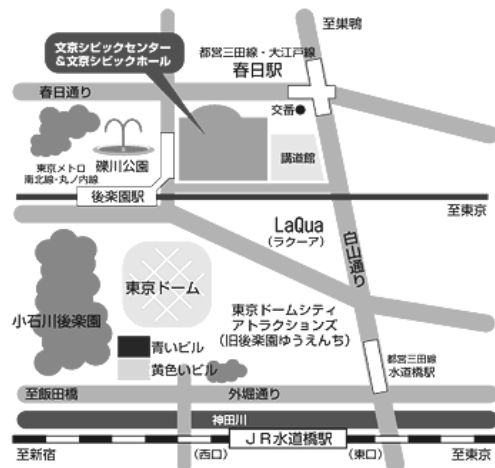 至巣鴨
文京シビックセンター
&文京シビックホール
都営三田線・大江戸線
春日駅
春日通り
交番
講道館
東京メトロ
南北線・丸ノ内線
礫川公園
後楽園駅
至東京
LaQua
(ラクーア)
白山通り
東京ドーム
小石川後楽園
東京ドームシティ
アトラクションズ
(旧後楽園ゆうえんち)
青いビル
黄色いビル
都営三田線
水道橋駅
至飯田橋
外堀通り
神田川
JR水道橋駅
至新宿
(西口)
(東口)
至東京